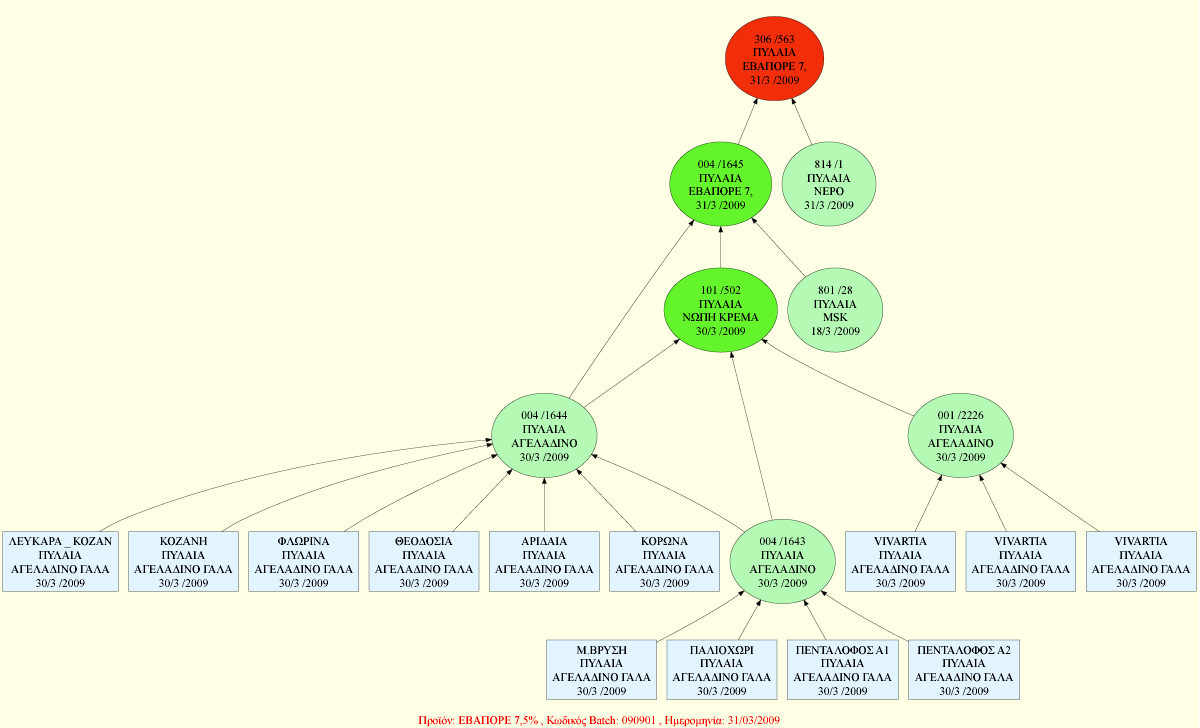 306 /563
ΠΥΛΑΙΑ
ΕΒΑΠΟΡΕ 7,
31/3 /2009
004 /1645
ΠΥΛΑΙΑ
ΕΒΑΠΟΡΕ 7,
31/3 /2009
814 /1
ΠΥΛΑΙΑ
ΝΕΡΟ
31/3 /2009
101 /502
ΠΥΛΑΙΑ
ΝΩΠΗ ΚΡΕΜΑ
30/3 /2009
801 /28
ΠΥΛΑΙΑ
MSK
18/3 /2009
004 /1644
ΠΥΛΑΙΑ
ΑΓΕΛΑΔΙΝΟ
30/3 /2009
001 /2226
ΠΥΛΑΙΑ
ΑΓΕΛΑΔΙΝΟ
30/3 /2009
ΛΕΥΚΑΡΑ _ ΚΟΖΑΝ
ΠΥΛΑΙΑ
ΑΓΕΛΑΔΙΝΟ ΓΑΛΑ
30/3 /2009
ΚΟΖΑΝΗ
ΠΥΛΑΙΑ
ΑΓΕΛΑΔΙΝΟ ΓΑΛΑ
30/3 /2009
ΦΛΩΡΙΝΑ
ΠΥΛΑΙΑ
ΑΓΕΛΑΔΙΝΟ ΓΑΛΑ
30/3 /2009
ΘΕΟΔΟΣΙΑ
ΠΥΛΑΙΑ
ΑΓΕΛΑΔΙΝΟ ΓΑΛΑ
30/3 /2009
ΑΡΙΔΑΙΑ
ΠΥΛΑΙΑ
ΑΓΕΛΑΔΙΝΟ ΓΑΛΑ
30/3 /2009
ΚΟΡΩΝΑ
ΠΥΛΑΙΑ
ΑΓΕΛΑΔΙΝΟ ΓΑΛΑ
30/3 /2009
004 /1643
ΠΥΛΑΙΑ
ΑΓΕΛΑΔΙΝΟ
30/3 /2009
VIVARTIA
ΠΥΛΑΙΑ
ΑΓΕΛΑΔΙΝΟ ΓΑΛΑ
30/3 /2009
VIVARTIA
ΠΥΛΑΙΑ
ΑΓΕΛΑΔΙΝΟ ΓΑΛΑ
30/3 /2009
VIVARTIA
ΠΥΛΑΙΑ
ΑΓΕΛΑΔΙΝΟ ΓΑΛΑ
30/3 /2009
Μ.ΒΡΥΣΗ
ΠΥΛΑΙΑ
ΑΓΕΛΑΔΙΝΟ ΓΑΛΑ
30/3 /2009
ΠΑΛΙΟΧΩΡΙ
ΠΥΛΑΙΑ
ΑΓΕΛΑΔΙΝΟ ΓΑΛΑ
30/3 /2009
ΠΕΝΤΑΛΟΦΟΣ Α1
ΠΥΛΑΙΑ
ΑΓΕΛΑΔΙΝΟ ΓΑΛΑ
30/3 /2009
ΠΕΝΤΑΛΟΦΟΣ Α2
ΠΥΛΑΙΑ
ΑΓΕΛΑΔΙΝΟ ΓΑΛΑ
30/3 /2009
Προϊόν: ΕΒΑΠΟΡΕ 7,5% , Κωδικός Batch: 090901 , Ημερομηνία: 31/03/2009